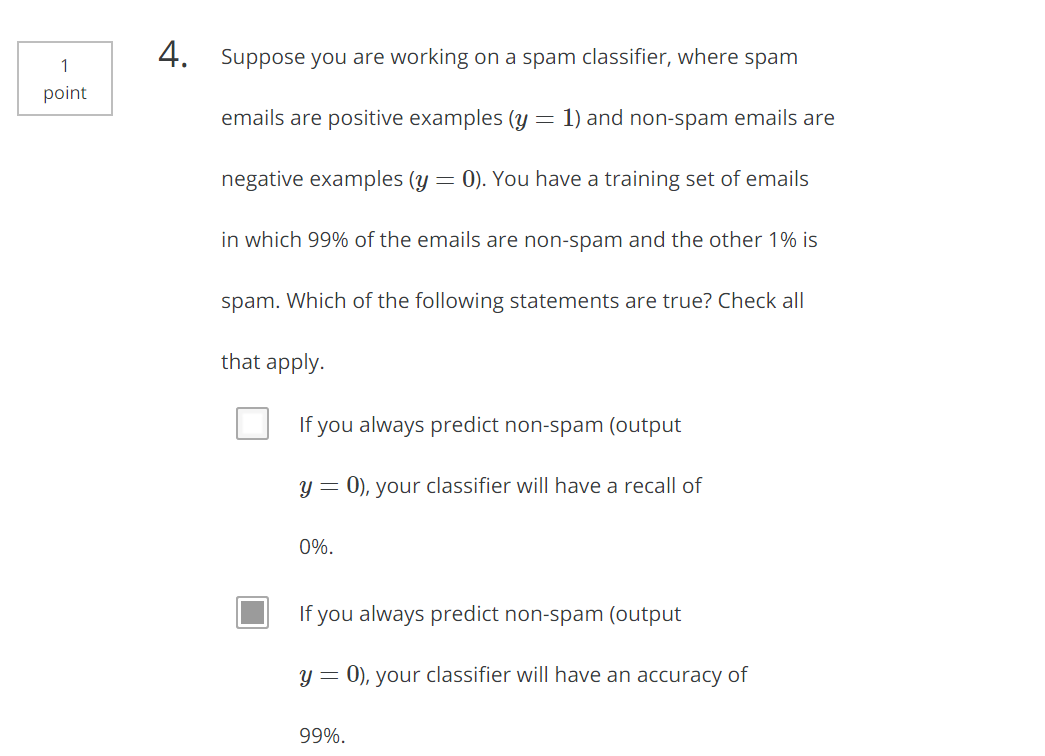 1
point
4.
Suppose you are working on a spam classifier, where spam
emails are positive examples (y = 1) and non-spam emails are
negative examples (y = 0). You have a training set of emails
in which 99% of the emails are non-spam and the other 1% is
spam. Which of the following statements are true? Check all
that apply.
If you always predict non-spam (output
y = 0), your classifier will have a recall of
0%.
If you always predict non-spam (output
y = 0), your classifier will have an accuracy of
99%.